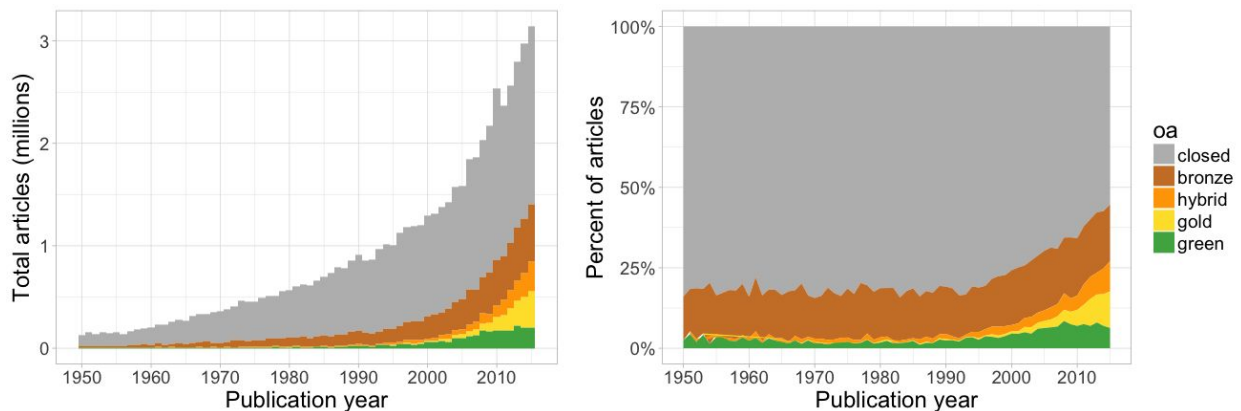 Total articles (millions)
3
2
1
0
1950 1960 1970 1980 1990 2000 2010
Publication year
Percent of articles
100%
75%
50%
25%
0%
1950 1960 1970 1980 1990 2000 2010
Publication year
oa
closed
bronze
hybrid
gold
green